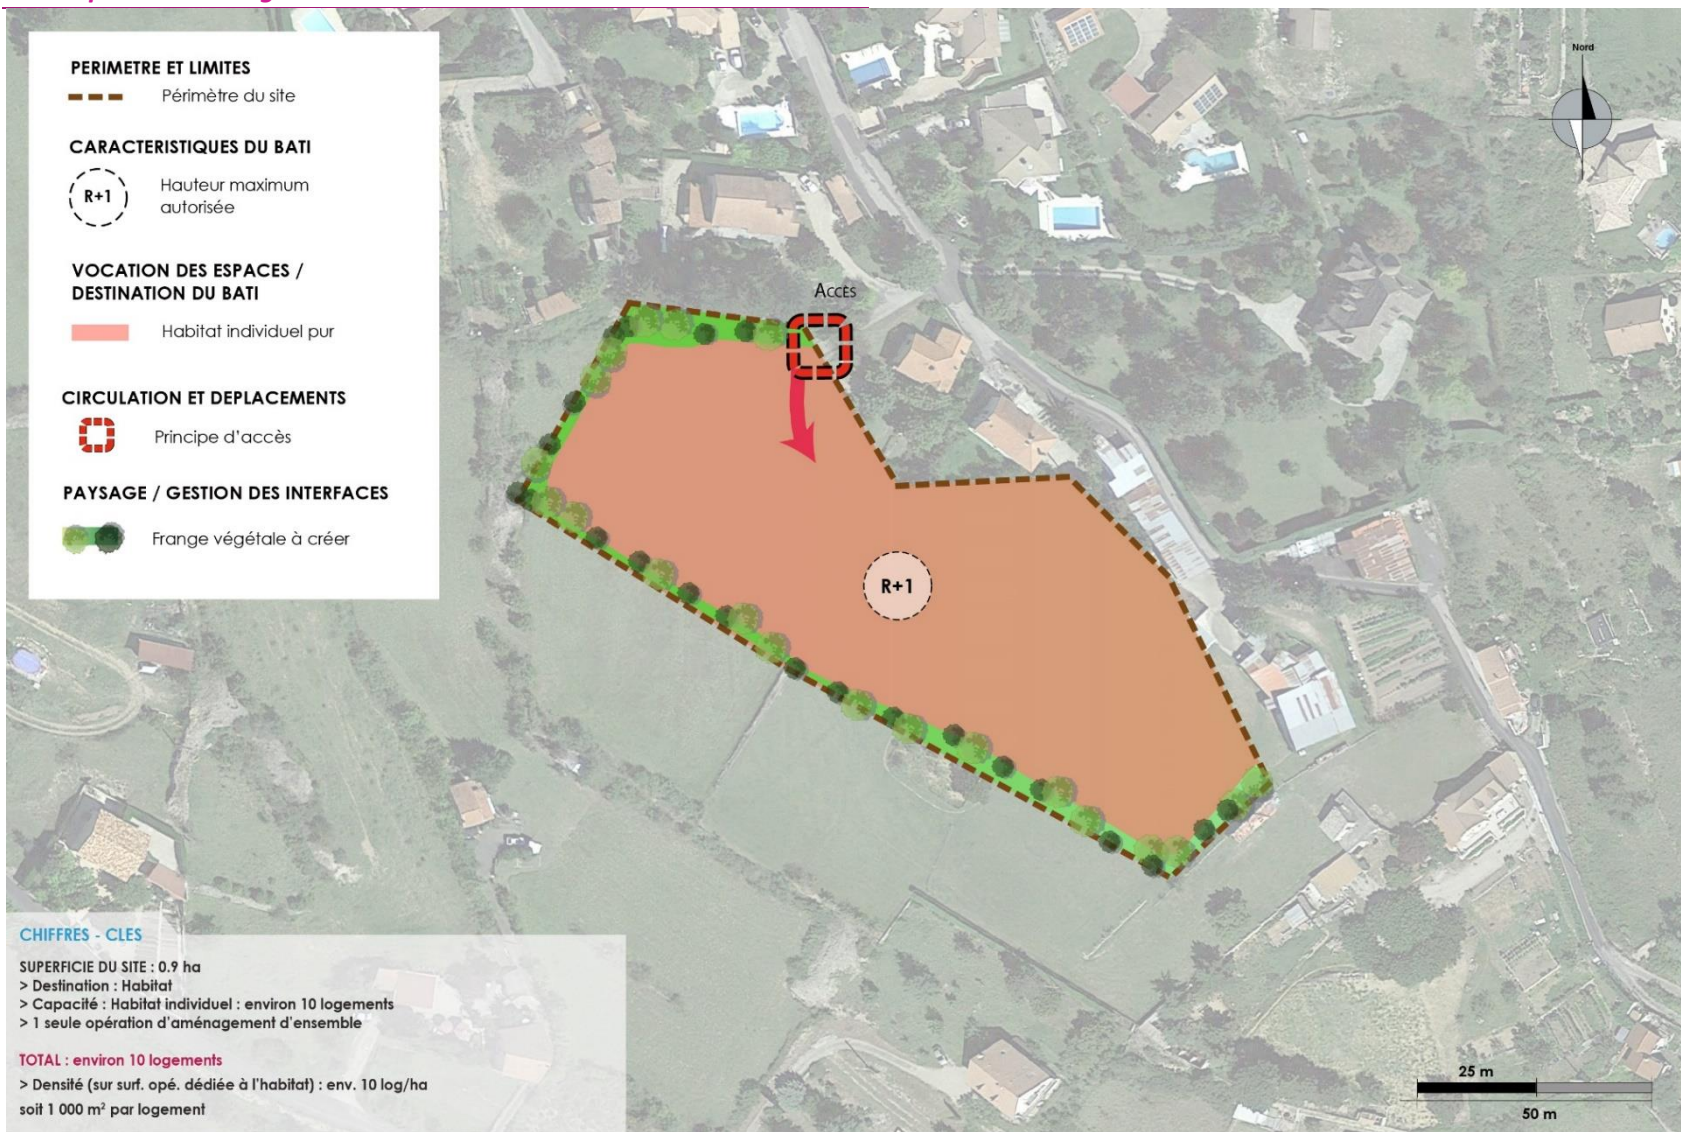 Nord
PERIMETRE ET LIMITES
Périmètre du site
CARACTERISTIQUES DU BATI
R+1
Hauteur maximum
autorisée
VOCATION DES ESPACES /
DESTINATION DU BATI
Habitat individuel pur
CIRCULATION ET DEPLACEMENTS
Principe d'accès
PAYSAGE / GESTION DES INTERFACES
Frange végétale à créer
ACCÈS
R+1
CHIFFRES - CLES
SUPERFICIE DU SITE : 0.9 ha
> Destination : Habitat
> Capacité : Habitat individuel : environ 10 logements
> 1 seule opération d'aménagement d'ensemble
TOTAL : environ 10 logements
> Densité (sur surf. opé. dédiée à l'habitat) : env. 10 log/ha
soit 1 000 m² par logement
25 m
50 m